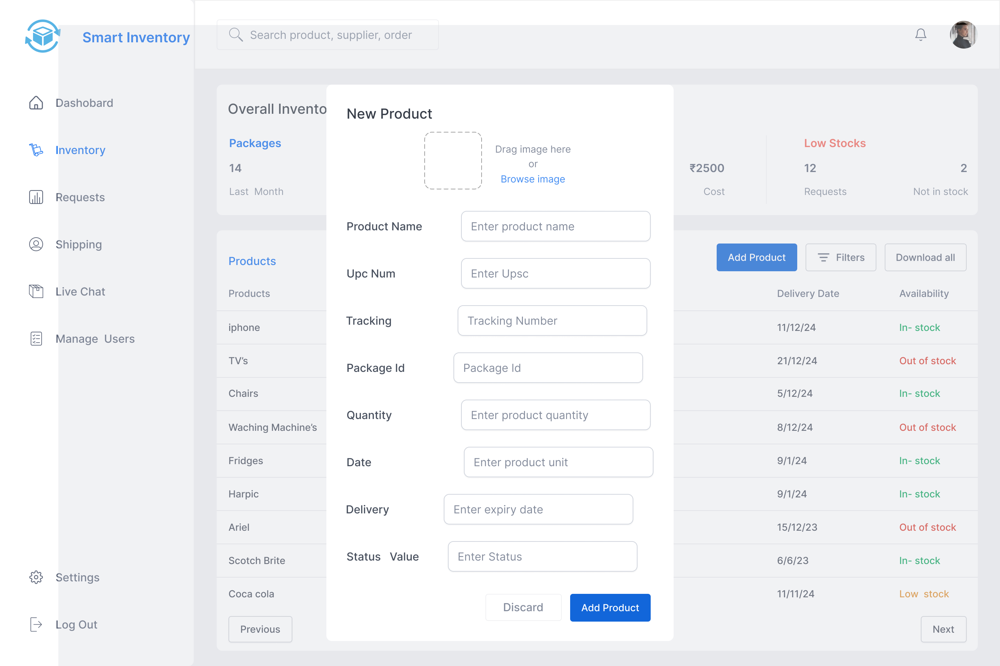 Smart Inventory
Search product, supplier, order
Dashobard
Inventory
Requests
Shipping
Live Chat
Manage Users
Settings
Log Out
Overall Invento
Packages
14
Last Month
₹2500
Cost
Low Stocks
12
2
Requests
Not in stock
New Product
Drag image here
or
Browse image
Product Name
Enter product name
Upc Num
Enter Upsc
Tracking
Tracking Number
Package Id
Package Id
Quantity
Enter product quantity
Date
Enter product unit
Delivery
Enter expiry date
Status Value
Enter Status
Discard
Add Product
Products
Add Product
Filters
Download all
Products
Delivery Date
Availability
iphone
11/12/24
In- stock
TV’s
21/12/24
Out of stock
Chairs
5/12/24
In- stock
Waching Machine’s
8/12/24
Out of stock
Fridges
9/1/24
In- stock
Harpic
9/1/24
In- stock
Ariel
15/12/23
Out of stock
Scotch Brite
6/6/23
In- stock
Coca cola
11/11/24
Low stock
Previous
Next